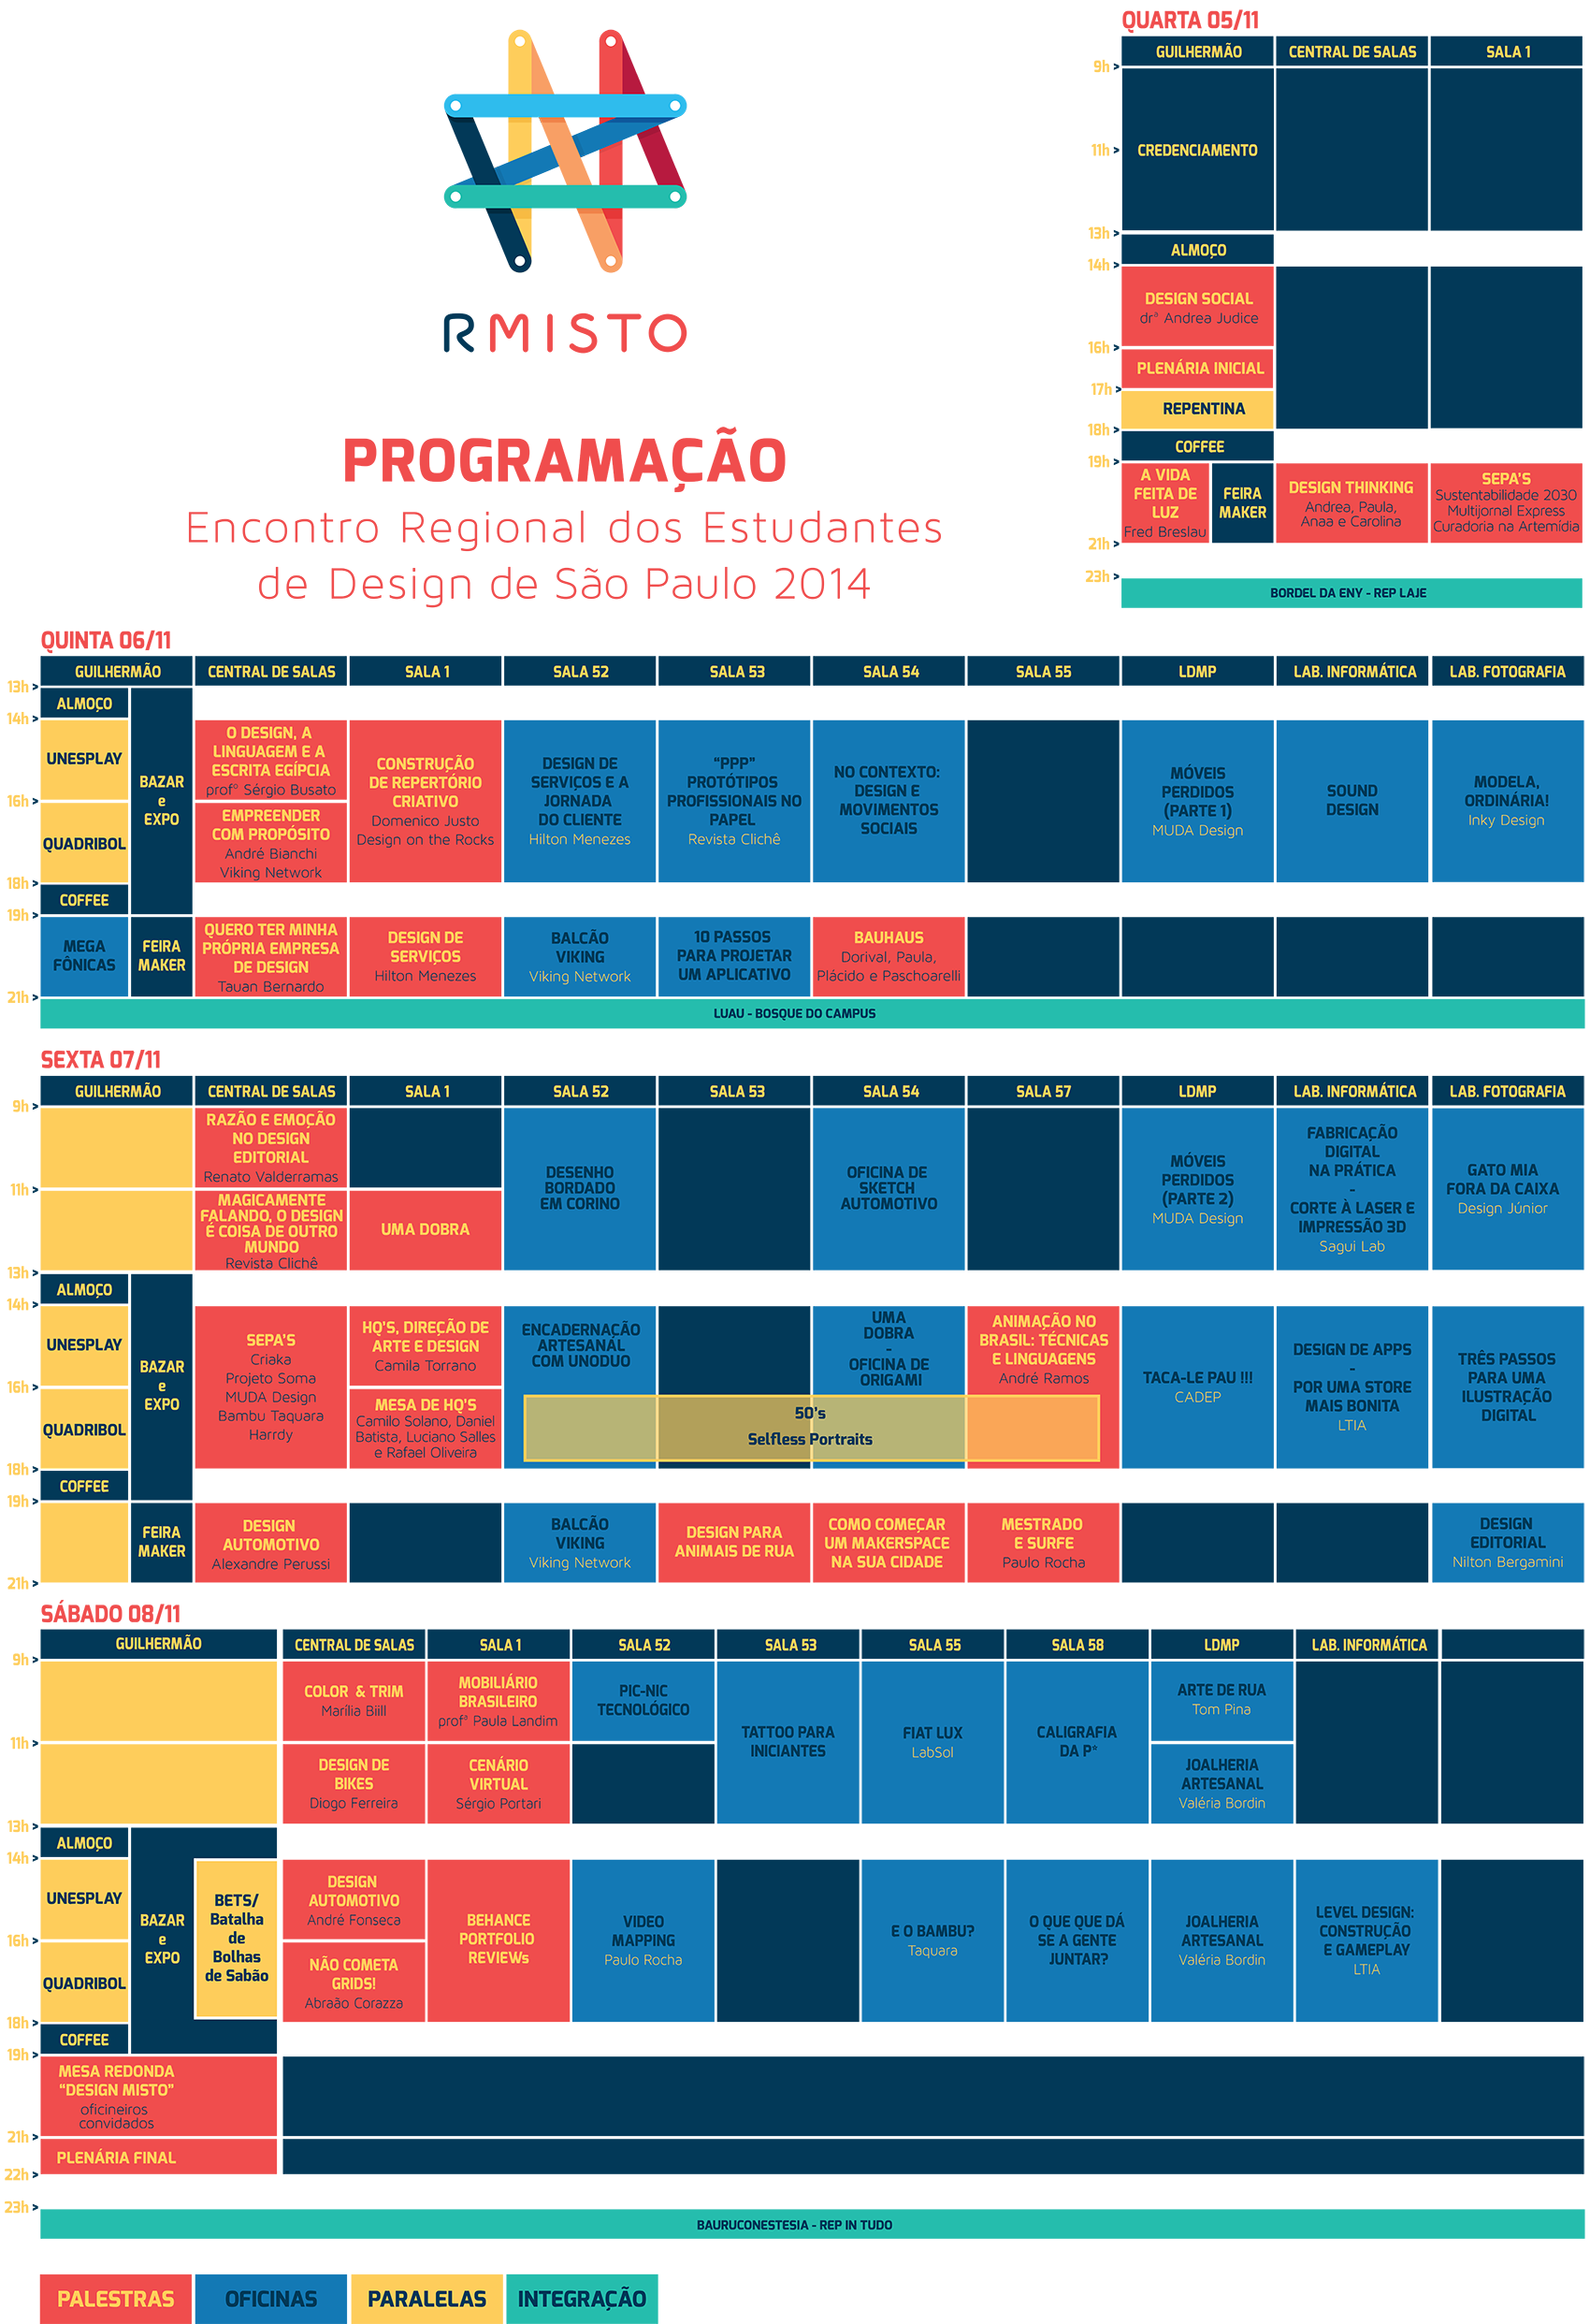 RMISTO
PROGRAMAÇÃO
Encontro Regional dos Estudantes
de Design de São Paulo 2014
QUARTA 05/11
GUILHERMÃO
CENTRAL DE SALAS
SALA 1
9h >
11h >
CREDENCIAMENTO
13h >
ALMOÇO
14h >
DESIGN SOCIAL
drª Andrea Judice
16h >
PLENÁRIA INICIAL
17h >
REPENTINA
18h >
COFFEE
19h >
A VIDA
FEITA DE
LUZ
Fred Breslau
FEIRA
MAKER
DESIGN THINKING
Andrea, Paula,
Anaa e Carolina
SEPA'S
Sustentabilidade 2030
Multijornal Express
Curadoria na Artemídia
21h >
23h >
BORDEL DA ENY - REP LAJE
QUINTA 06/11
GUILHERMÃO
CENTRAL DE SALAS
SALA 1
SALA 52
SALA 53
SALA 54
SALA 55
LDMP
LAB. INFORMÁTICA
LAB. FOTOGRAFIA
13h >
ALMOÇO
14h >
UNESPLAY
16h >
QUADRIBOL
18h >
COFFEE
BAZAR
e
EXPO
O DESIGN, A
LINGUAGEM E A
ESCRITA EGÍPCIA
profº Sérgio Busato
EMPREENDER
COM PROPÓSITO
André Bianchi
Viking Network
CONSTRUÇÃO
DE REPERTÓRIO
CRIATIVO
Domenico Justo
Design on the Rocks
DESIGN DE
SERVIÇOS E A
JORNADA
DO CLIENTE
Hilton Menezes
“PPP”
PROTÓTIPOS
PROFISSIONAIS NO
PAPEL
Revista Clichê
NO CONTEXTO:
DESIGN E
MOVIMENTOS
SOCIAIS
MÓVEIS
PERDIDOS
(PARTE 1)
MUDA Design
SOUND
DESIGN
MODELA,
ORDINÁRIA!
Inky Design
19h >
MEGA
FÔNICAS
FEIRA
MAKER
QUERO TER MINHA
PRÓPRIA EMPRESA
DE DESIGN
Tauan Bernardo
DESIGN DE
SERVIÇOS
Hilton Menezes
BALCÃO
VIKING
Viking Network
10 PASSOS
PARA PROJETAR
UM APLICATIVO
BAUHAUS
Dorival, Paula,
Plácido e Paschoarelli
21h >
LUAU - BOSQUE DO CAMPUS
SEXTA 07/11
GUILHERMÃO
CENTRAL DE SALAS
SALA 1
SALA 52
SALA 53
SALA 54
SALA 57
LDMP
LAB. INFORMÁTICA
LAB. FOTOGRAFIA
9h >
RAZÃO E EMOÇÃO
NO DESIGN
EDITORIAL
Renato Valderramas
11h >
MAGICAMENTE
FALANDO, O DESIGN
É COISA DE OUTRO
MUNDO
Revista Clichê
UMA DOBRA
DESENHO
BORDADO
EM CORINO
OFICINA DE
SKETCH
AUTOMOTIVO
MÓVEIS
PERDIDOS
(PARTE 2)
MUDA Design
FABRICAÇÃO
DIGITAL
NA PRÁTICA
-
CORTE À LASER E
IMPRESSÃO 3D
Sagui Lab
GATO MIA
FORA DA CAIXA
Design Júnior
13h >
ALMOÇO
14h >
UNESPLAY
16h >
QUADRIBOL
18h >
COFFEE
BAZAR
e
EXPO
SEPA'S
Criaka
Projeto Soma
MUDA Design
Bambu Taquara
Harrdy
HQ'S, DIREÇÃO DE
ARTE E DESIGN
Camila Torrano
MESA DE HQ'S
Camilo Solano, Daniel
Batista, Luciano Salles
e Rafael Oliveira
ENCADERNAÇÃO
ARTESANAL
COM UNODUO
UMA
DOBRA
-
OFICINA DE
ORIGAMI
ANIMAÇÃO NO
BRASIL: TÉCNICAS
E LINGUAGENS
André Ramos
50's
Selfless Portraits
TACA-LE PAU !!!
CADEP
DESIGN DE APPS
-
POR UMA STORE
MAIS BONITA
LTIA
TRÊS PASSOS
PARA UMA
ILUSTRAÇÃO
DIGITAL
19h >
FEIRA
MAKER
DESIGN
AUTOMOTIVO
Alexandre Perussi
BALCÃO
VIKING
Viking Network
DESIGN PARA
ANIMAIS DE RUA
COMO COMEÇAR
UM MAKERSPACE
NA SUA CIDADE
MESTRADO
E SURFE
Paulo Rocha
DESIGN
EDITORIAL
Nilton Bergamini
21h >
SÁBADO 08/11
GUILHERMÃO
CENTRAL DE SALAS
SALA 1
SALA 52
SALA 53
SALA 55
SALA 58
LDMP
LAB. INFORMÁTICA
9h >
COLOR & TRIM
Marília Biill
MOBILIÁRIO
BRASILEIRO
profª Paula Landim
PIC-NIC
TECNOLÓGICO
TATTOO PARA
INICIANTES
FIAT LUX
LabSol
CALIGRAFIA
DA P*
ARTE DE RUA
Tom Pina
11h >
DESIGN DE
BIKES
Diogo Ferreira
CENÁRIO
VIRTUAL
Sérgio Portari
JOALHERIA
ARTESANAL
Valéria Bordin
13h >
ALMOÇO
14h >
UNESPLAY
16h >
QUADRIBOL
18h >
COFFEE
BAZAR
e
EXPO
BETS/
Batalha
de
Bolhas
de Sabão
DESIGN
AUTOMOTIVO
André Fonseca
NÃO COMETA
GRIDS!
Abraão Corazza
BEHANCE
PORTFOLIO
REVIEWs
VIDEO
MAPPING
Paulo Rocha
E O BAMBU?
Taquara
O QUE QUE DÁ
SE A GENTE
JUNTAR?
JOALHERIA
ARTESANAL
Valéria Bordin
LEVEL DESIGN:
CONSTRUÇÃO
E GAMEPLAY
LTIA
19h >
MESA REDONDA
“DESIGN MISTO”
oficineiros
convidados
21h >
PLENÁRIA FINAL
22h >
23h >
BAURUCONESTESIA - REP IN TUDO
PALESTRAS
OFICINAS
PARALELAS
INTEGRAÇÃO